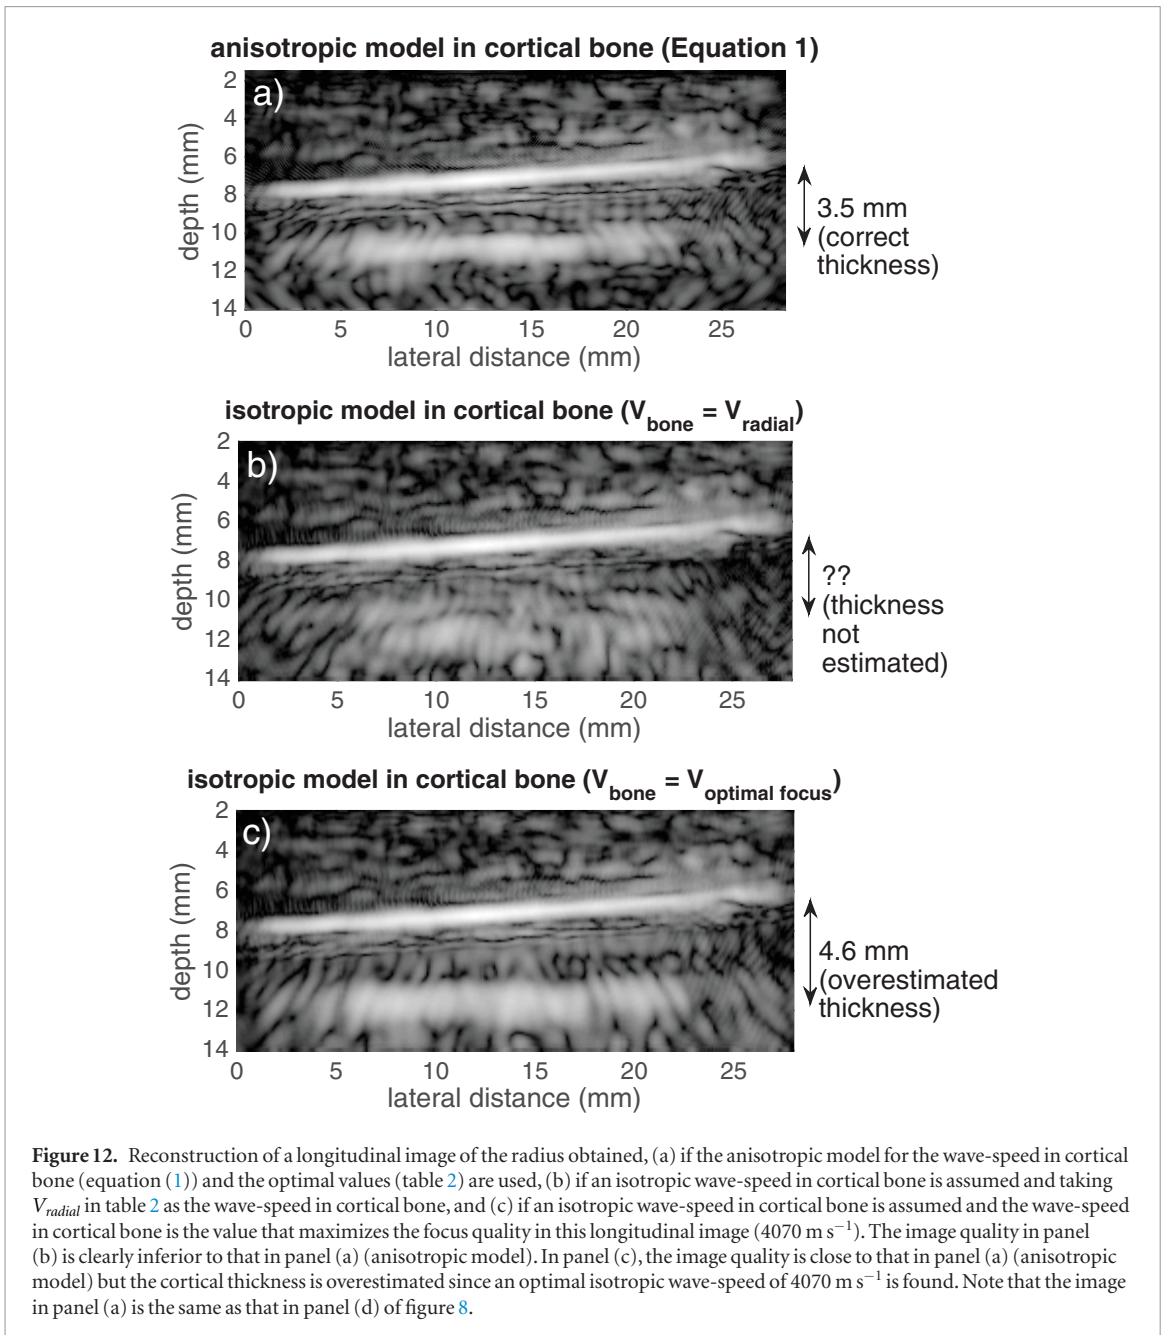 anisotropic model in cortical bone (Equation 1)
a)
2
4
6
8
10
12
14
depth (mm)
0 5 10 15 20 25
lateral distance (mm)
3.5 mm
(correct
thickness)
isotropic model in cortical bone (Vbone = Vradial)
b)
2
4
6
8
10
12
14
depth (mm)
0 5 10 15 20 25
lateral distance (mm)
??
(thickness
not
estimated)
isotropic model in cortical bone (Vbone = Voptimal focus)
c)
2
4
6
8
10
12
14
depth (mm)
0 5 10 15 20 25
lateral distance (mm)
4.6 mm
(overestimated
thickness)
Figure 12. Reconstruction of a longitudinal image of the radius obtained, (a) if the anisotropic model for the wave-speed in cortical
bone (equation (1)) and the optimal values (table 2) are used, (b) if an isotropic wave-speed in cortical bone is assumed and taking
Vradial in table 2 as the wave-speed in cortical bone, and (c) if an isotropic wave-speed in cortical bone is assumed and the wave-speed
in cortical bone is the value that maximizes the focus quality in this longitudinal image (4070 m s−1). The image quality in panel
(b) is clearly inferior to that in panel (a) (anisotropic model). In panel (c), the image quality is close to that in panel (a) (anisotropic
model) but the cortical thickness is overestimated since an optimal isotropic wave-speed of 4070 m s−1 is found. Note that the image
in panel (a) is the same as that in panel (d) of figure 8.